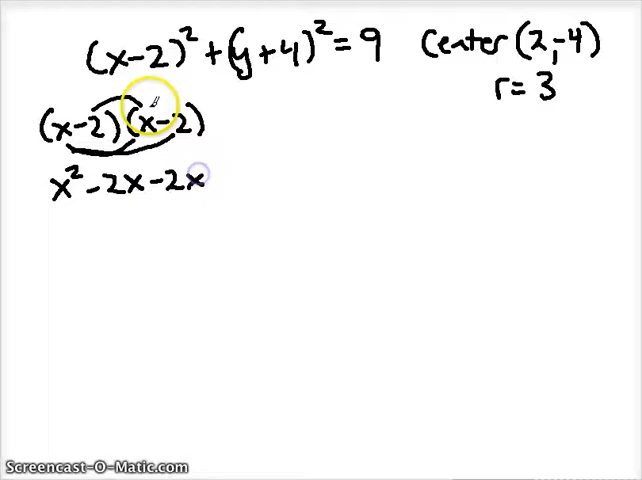 (x-2)² + (y+4)² = 9 Center (2,-4)
r = 3
(x-2)(x-2)
x² - 2x - 2x
Screencast-O-Matic.com